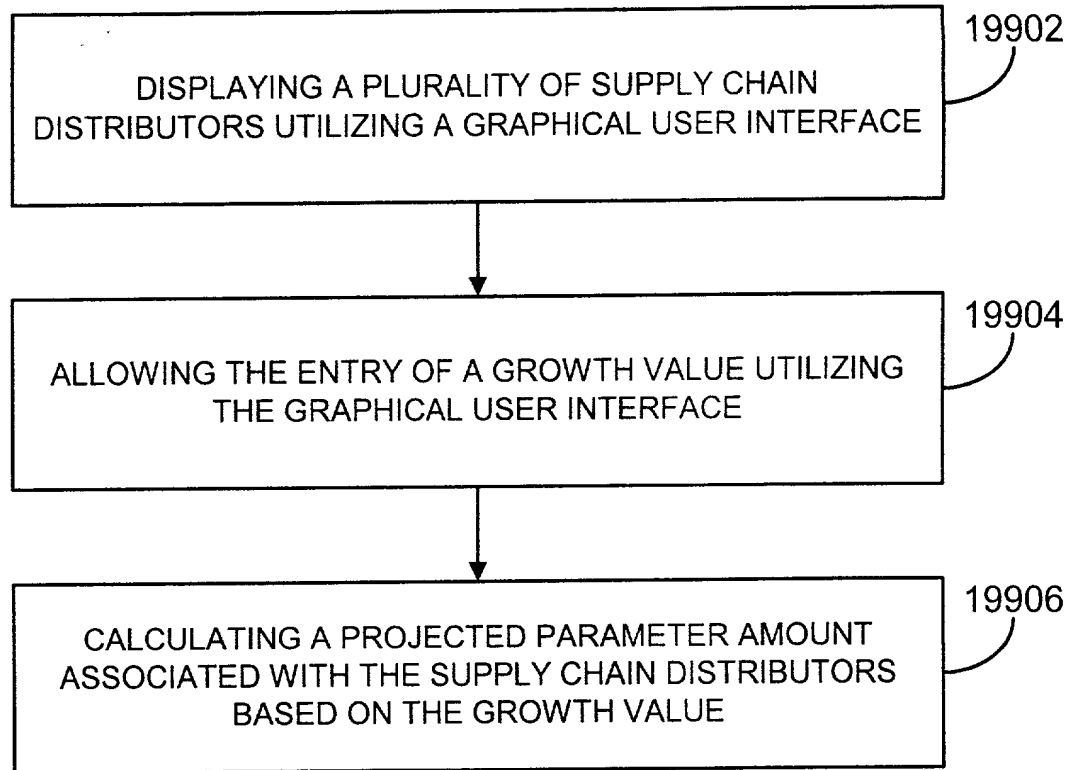 19902
DISPLAYING A PLURALITY OF SUPPLY CHAIN
DISTRIBUTORS UTILIZING A GRAPHICAL USER INTERFACE
19904
ALLOWING THE ENTRY OF A GROWTH VALUE UTILIZING
THE GRAPHICAL USER INTERFACE
19906
CALCULATING A PROJECTED PARAMETER AMOUNT
ASSOCIATED WITH THE SUPPLY CHAIN DISTRIBUTORS
BASED ON THE GROWTH VALUE